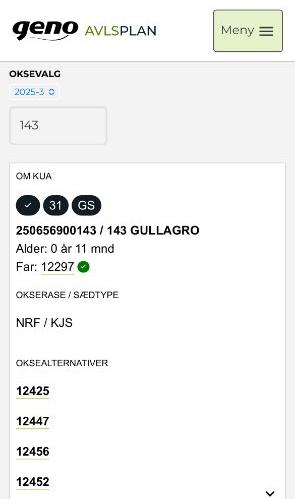 geno AVLSPLAN
Meny
OKSEVALG
2025-3
143
OM KUA
31 GS
250656900143 / 143 GULLAGRO
Alder: 0 år 11 mnd
Far: 12297
OKSERASE / SÆDTYPE
NRF / KJS
OKSEALTERNATIVER
12425
12447
12456
12452